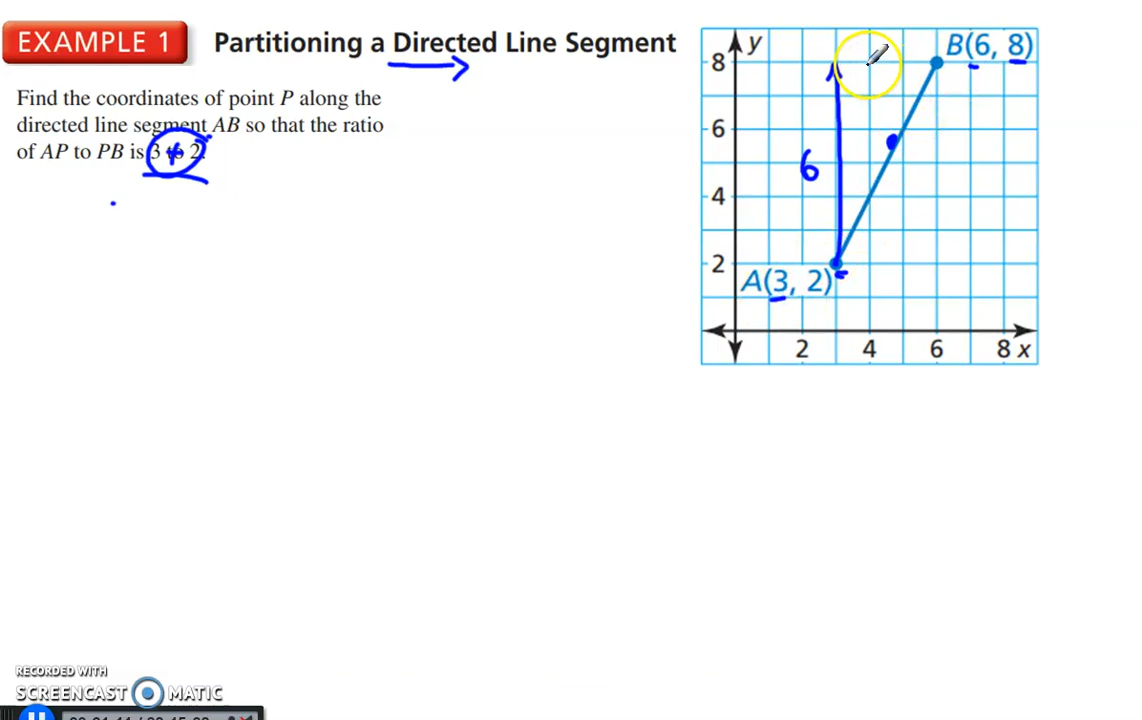 EXAMPLE 1 Partitioning a Directed Line Segment
Find the coordinates of point P along the
directed line segment AB so that the ratio
of AP to PB is 3 to 2.
y
B(6, 8)
8
6
6
4
2
A(3, 2)
2 4 6 8 x
RECORDED WITH
SCREENCAST MATIC